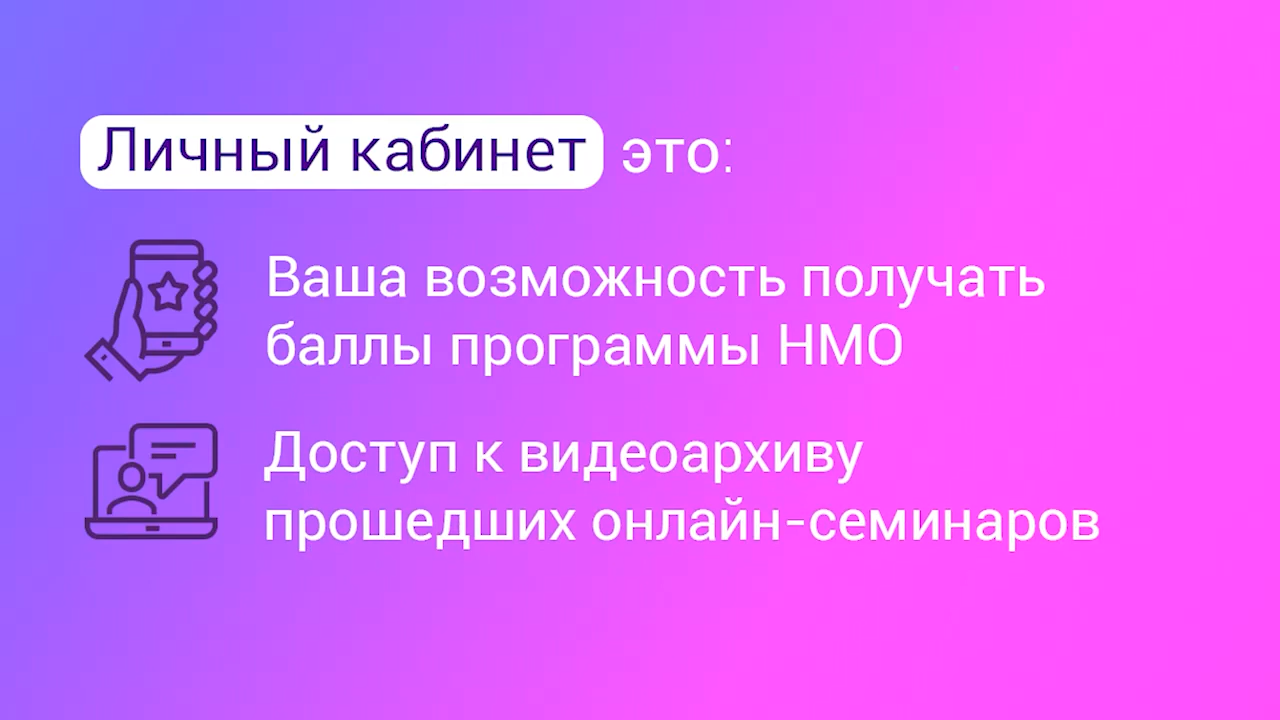 Личный кабинет это:
Ваша возможность получать
баллы программы НМО
Доступ к видеоархиву
прошедших онлайн-семинаров